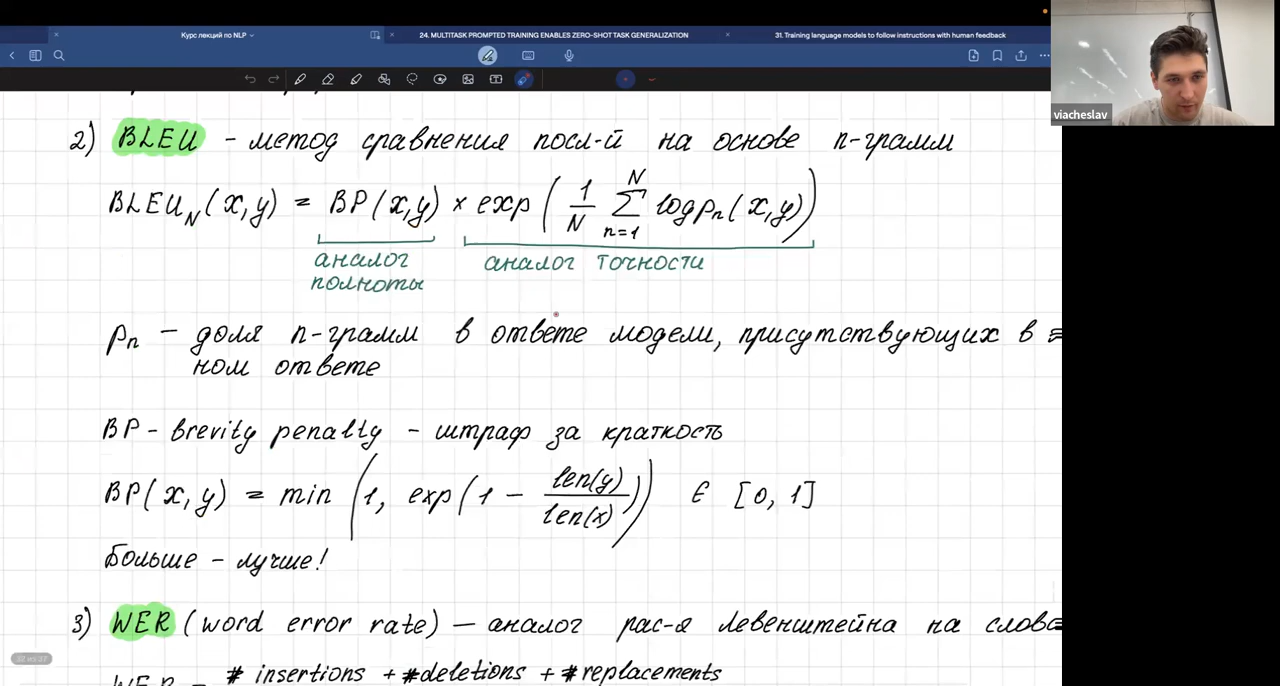 Курс лекций по NLP
24. MULTITASK PROMPTED TRAINING ENABLES ZERO-SHOT TASK GENERALIZATION
31. Training language models to follow instructions with human feedback
viacheslav
2) BLEU - метод сравнения посл-й на основе n-грамм
BLEU_N(x,y) = BP(x,y) × exp(1/N ∑_{n=1}^{N} log p_n(x,y))
аналог полноты
аналог точности
p_n - доля n-грамм в ответе модели, присутствующих в
ном ответе
BP - brevity penalty - штраф за краткость
BP(x,y) = min(1, exp(1 - len(y)/len(x))) ∈ [0, 1]
Больше - лучше!
3) WER (word error rate) - аналог рас-я Левенштейна на слова
# insertions + #deletions + #replacements
WER =